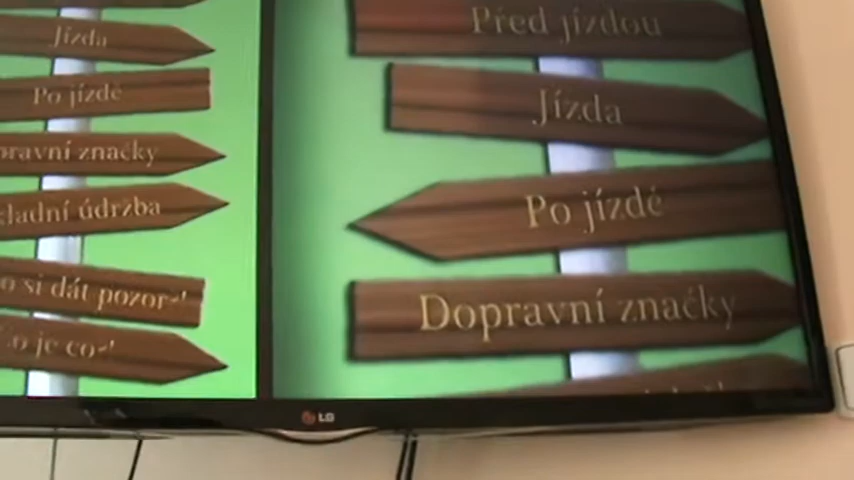 Jízda
Po jízdě
pravní značky
kladní údržba
o si dát pozor
o je co
Před jízdou
Jízda
Po jízdě
Dopravní značky
LG